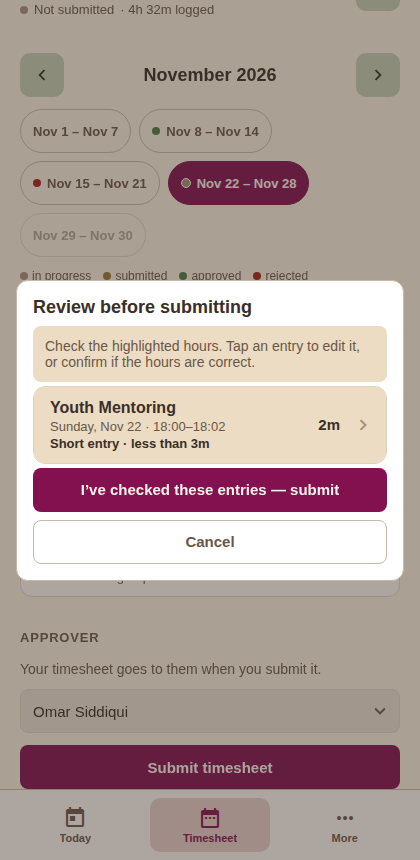 Not submitted · 4h 32m logged
November 2026
Nov 1 – Nov 7
Nov 8 – Nov 14
Nov 15 – Nov 21
Nov 22 – Nov 28
Nov 29 – Nov 30
in progress submitted approved rejected
Review before submitting
Check the highlighted hours. Tap an entry to edit it,
or confirm if the hours are correct.
Youth Mentoring
Sunday, Nov 22 · 18:00–18:02
2m
Short entry · less than 3m
I've checked these entries — submit
Cancel
APPROVER
Your timesheet goes to them when you submit it.
Omar Siddiqui
Submit timesheet
Today
Timesheet
More